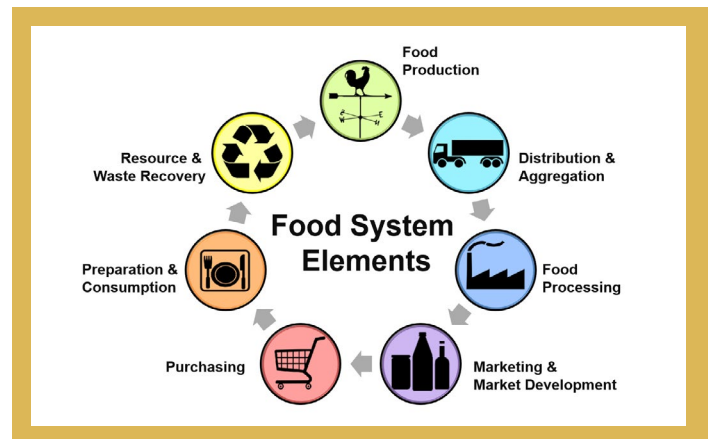 Food
Production
Distribution &
Aggregation
Food
Processing
Marketing &
Market Development
Purchasing
Preparation &
Consumption
Resource &
Waste Recovery
Food System
Elements
W
E